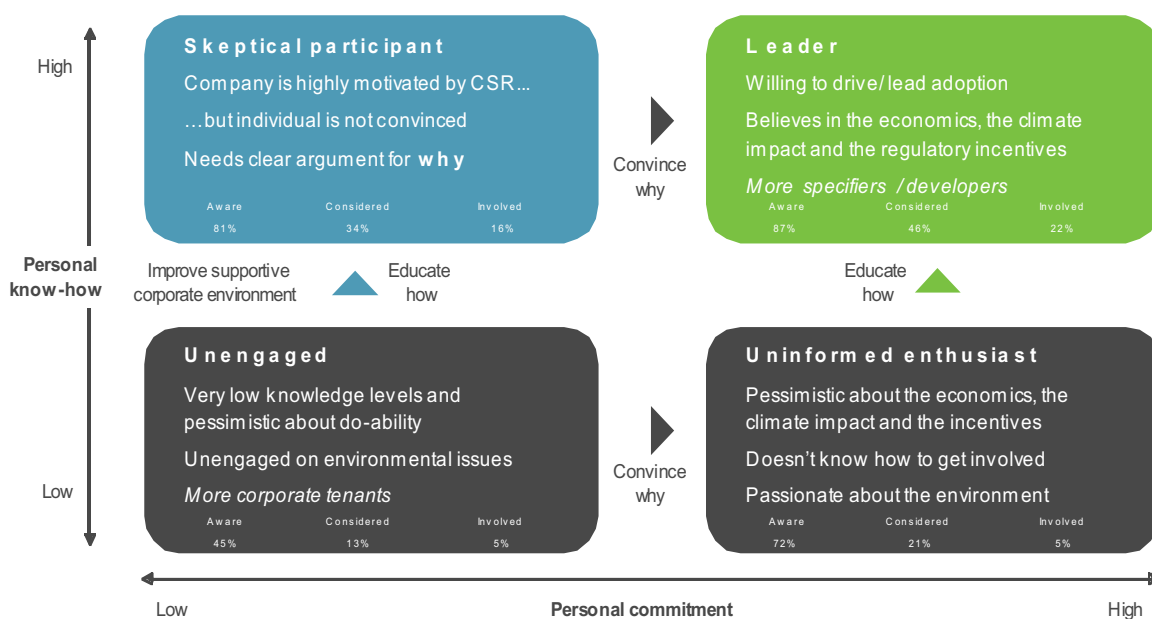 High
Skeptical participant
Company is highly motivated by CSR...
...but individual is not convinced
Needs clear argument for why
Aware Considered Involved
81% 34% 16%
Convince
why
Leader
Willing to drive/lead adoption
Believes in the economics, the climate
impact and the regulatory incentives
More specifiers / developers
Aware Considered Involved
87% 46% 22%
Personal
know-how
Improve supportive
corporate environment
Educate
how
Educate
how
Unengaged
Very low knowledge levels and
pessimistic about do-ability
Unengaged on environmental issues
More corporate tenants
Aware Considered Involved
45% 13% 5%
Convince
why
Uninformed enthusiast
Pessimistic about the economics, the
climate impact and the incentives
Doesn't know how to get involved
Passionate about the environment
Aware Considered Involved
72% 21% 5%
Low
Low Personal commitment High